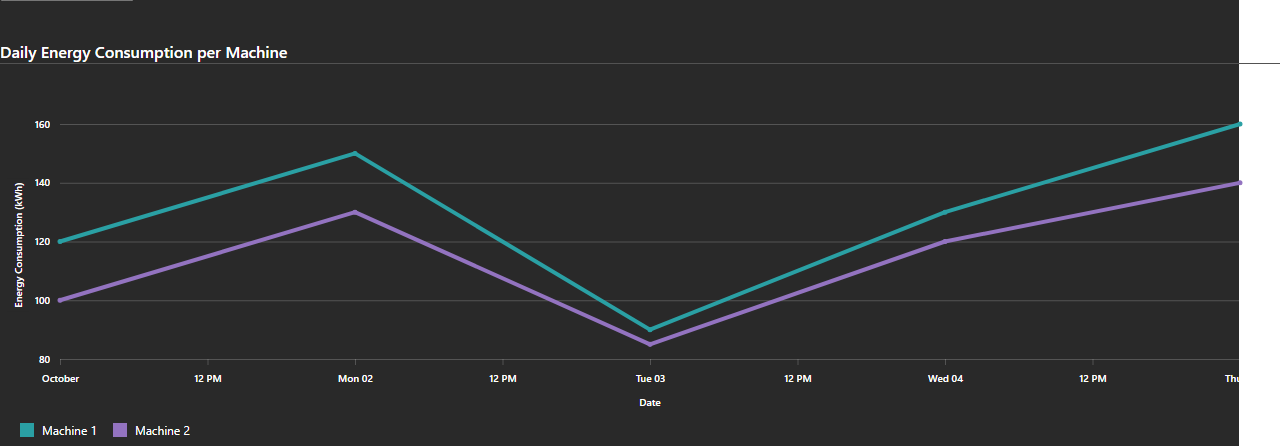 Daily Energy Consumption per Machine
160
140
120
100
80
Energy Consumption (kWh)
October 12 PM Mon 02 12 PM Tue 03 12 PM Wed 04 12 PM Thu
Date
Machine 1 Machine 2